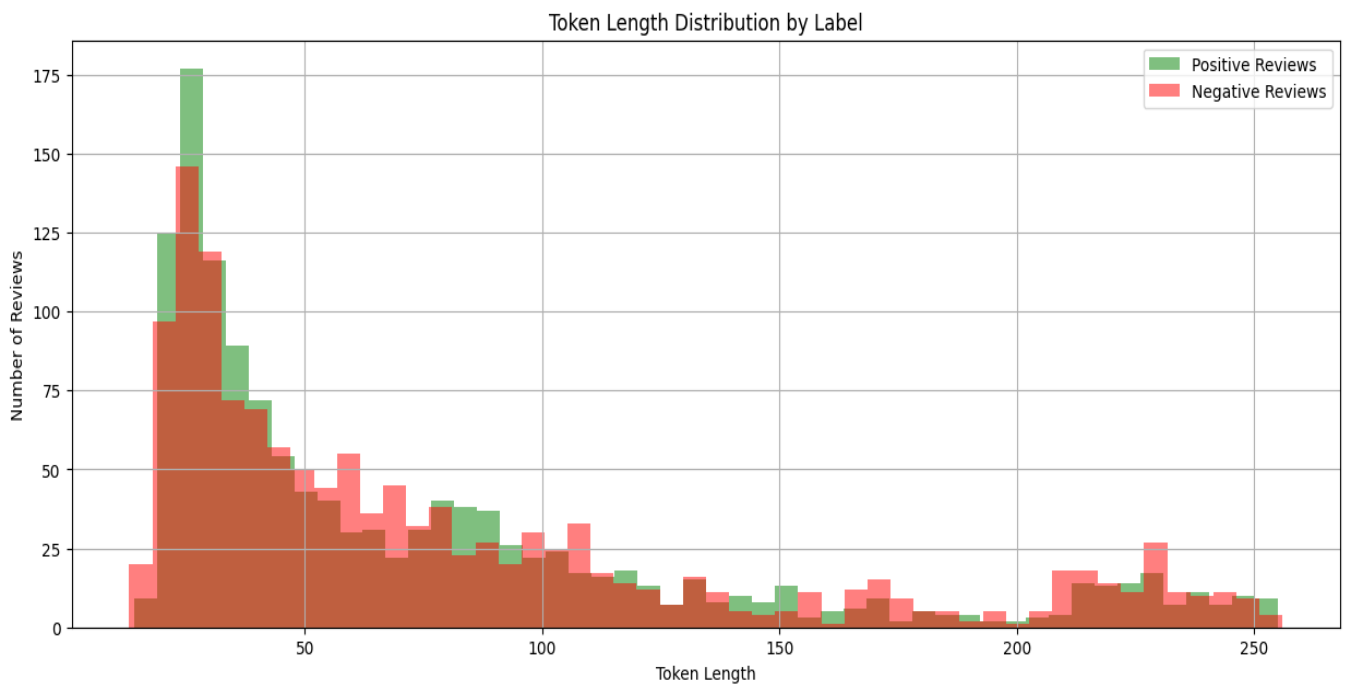 Token Length Distribution by Label
Positive Reviews
Negative Reviews
Number of Reviews
175
150
125
100
75
50
25
0
50
100
150
200
250
Token Length